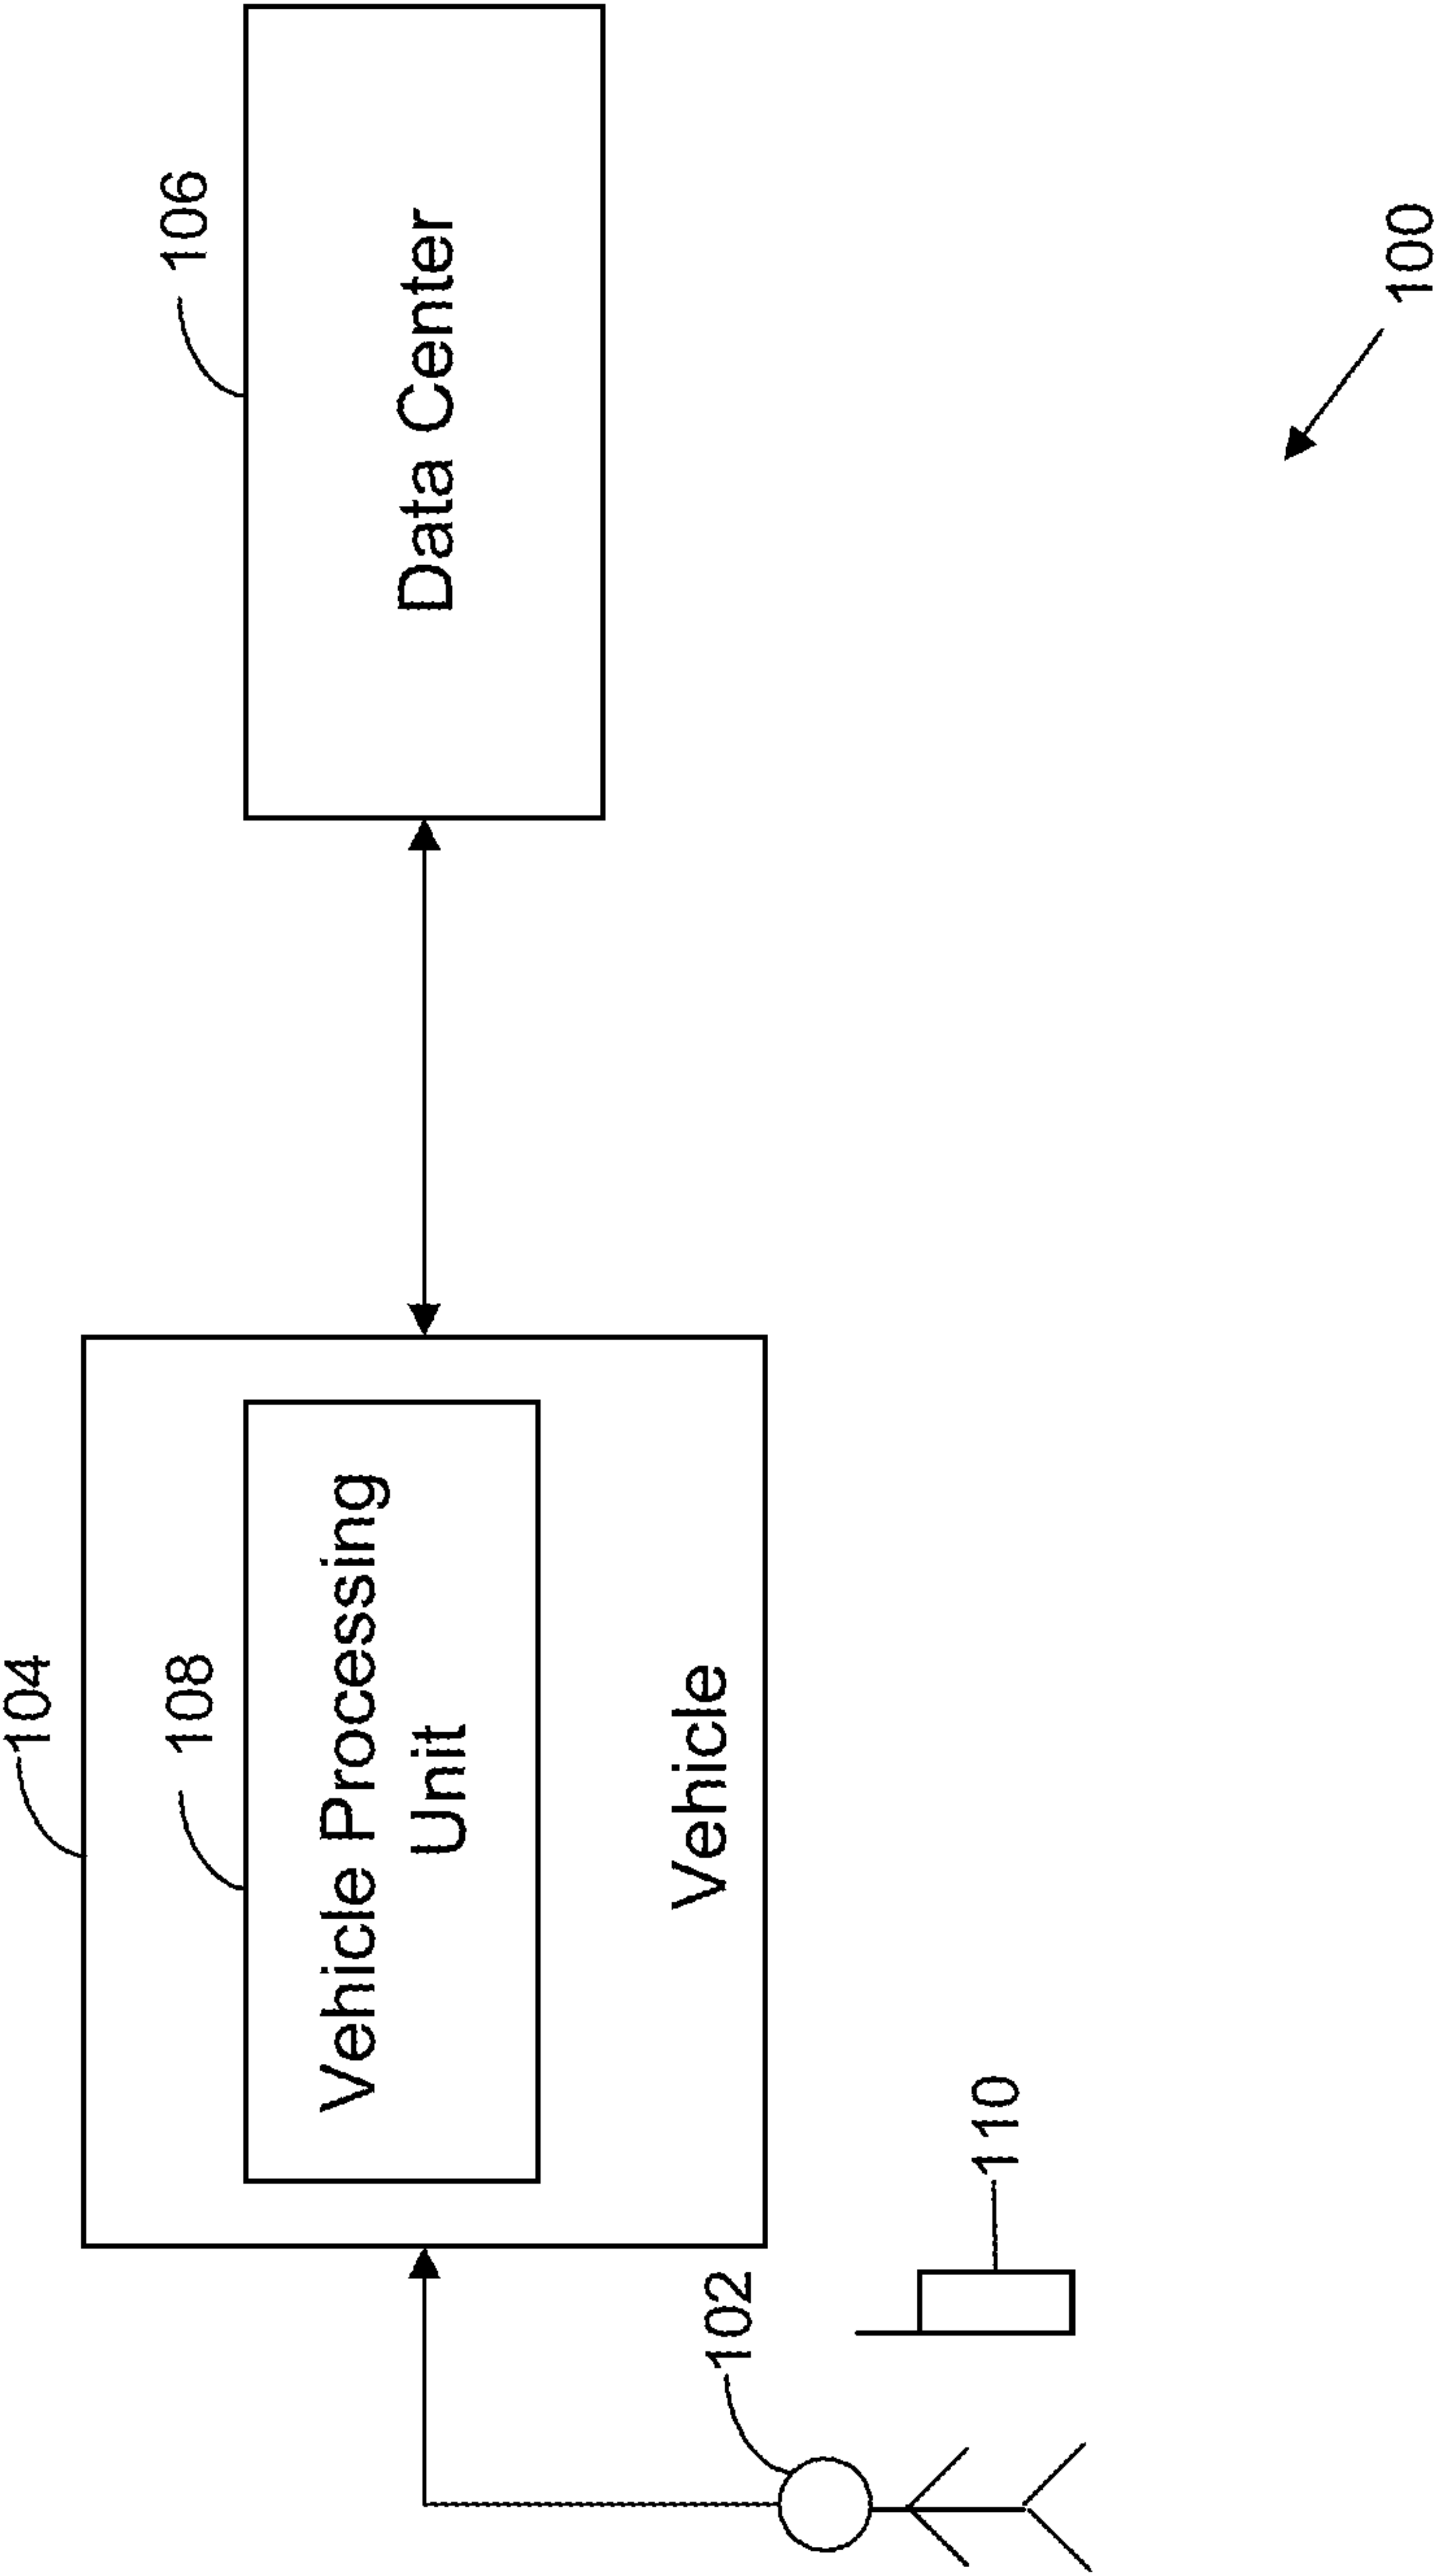 104
106
108
Vehicle Processing
Unit
Data Center
Vehicle
102
110
100